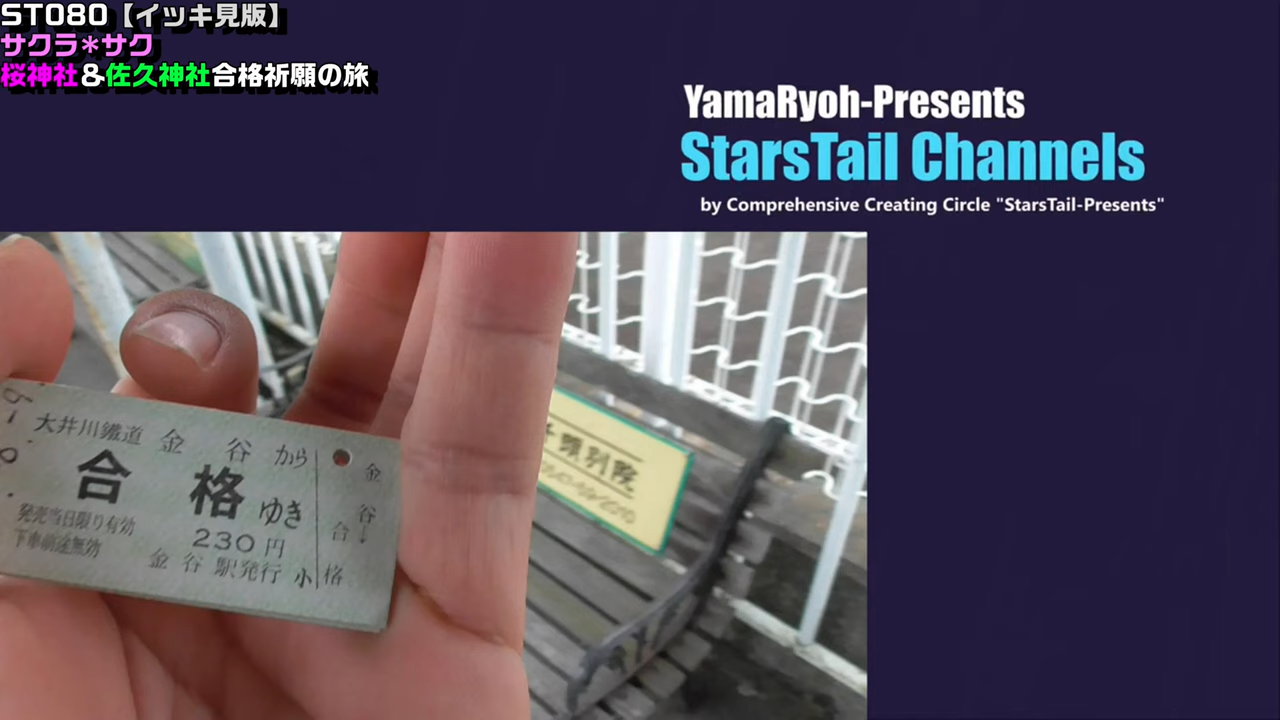 ST080【イッキ見版】
サクラ*サク
桜神社&佐久神社合格祈願の旅
YamaRyoh-Presents
StarsTail Channels
by Comprehensive Creating Circle "StarsTail-Presents"
大井川鐵道 金谷から
合格ゆき
発売当日限り有効
下車前途無効
230円
金谷駅発行 小
金谷→
合格
頭別院